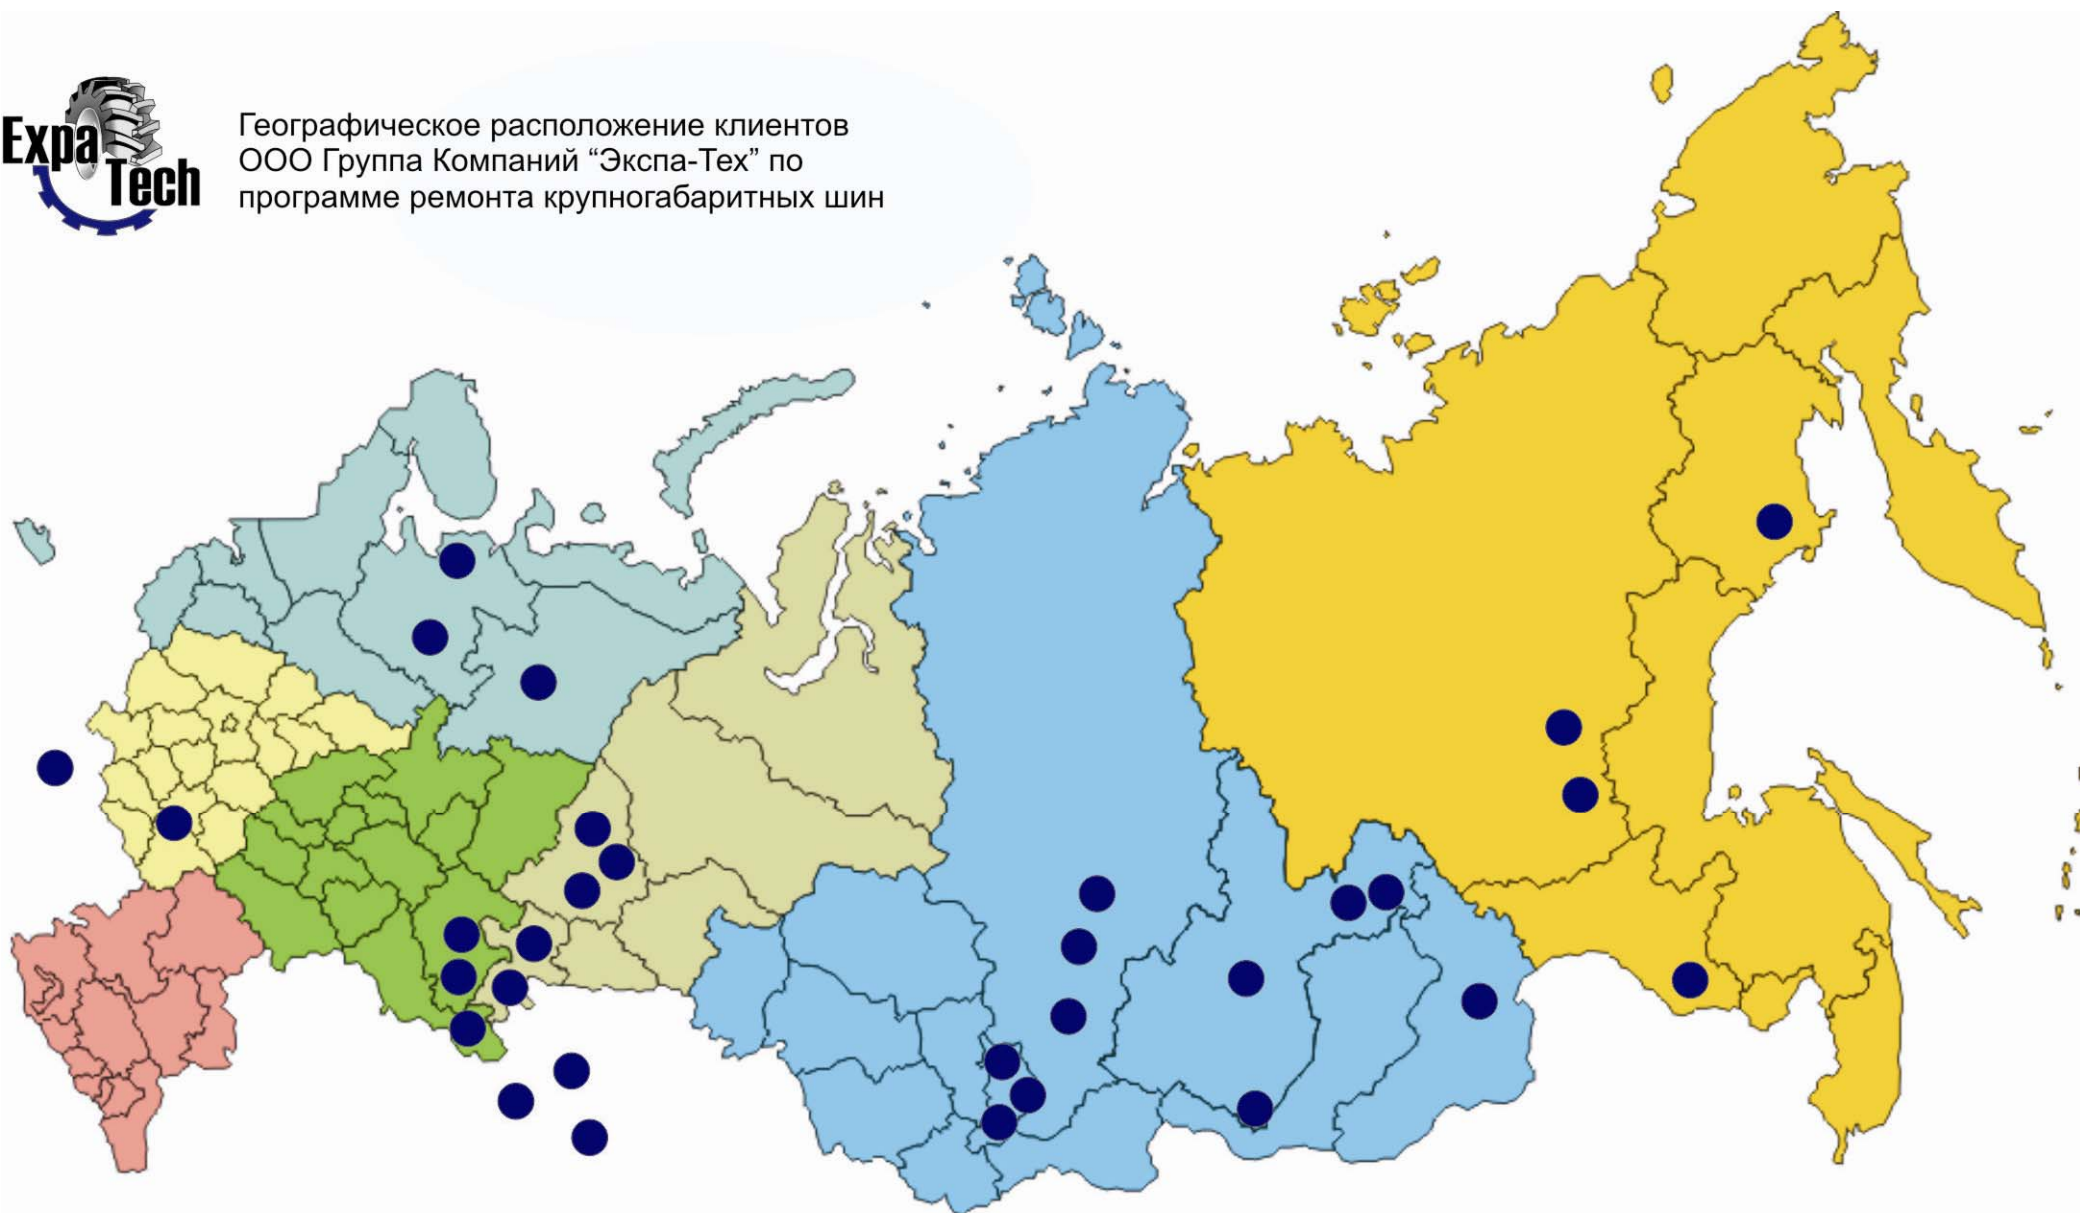 Expa
Tech
Географическое расположение клиентов
ООО Группа Компаний “Экспа-Тех” по
программе ремонта крупногабаритных шин